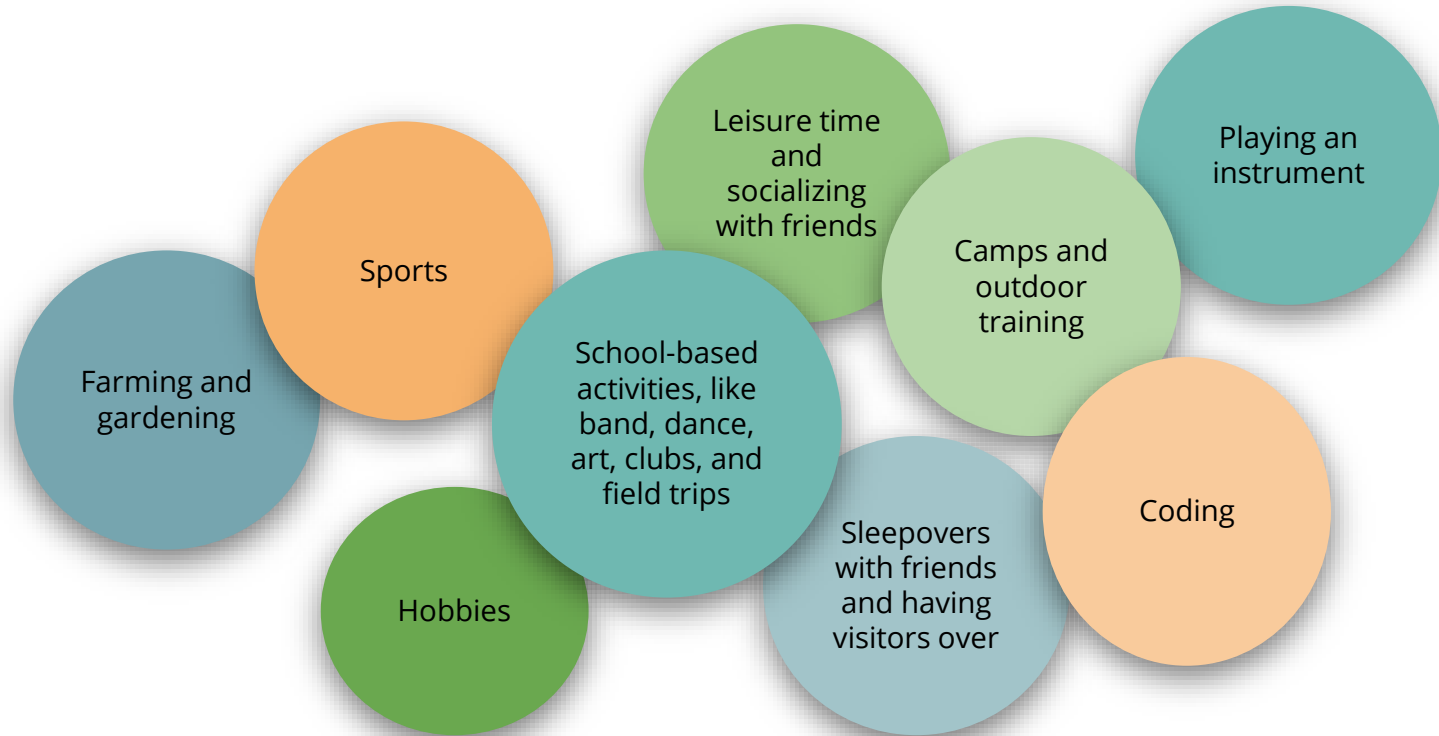 Leisure time
and
socializing
with friends
Playing an
instrument
Sports
Camps and
outdoor
training
Farming and
gardening
School-based
activities, like
band, dance,
art, clubs, and
field trips
Coding
Sleepovers
with friends
and having
visitors over
Hobbies